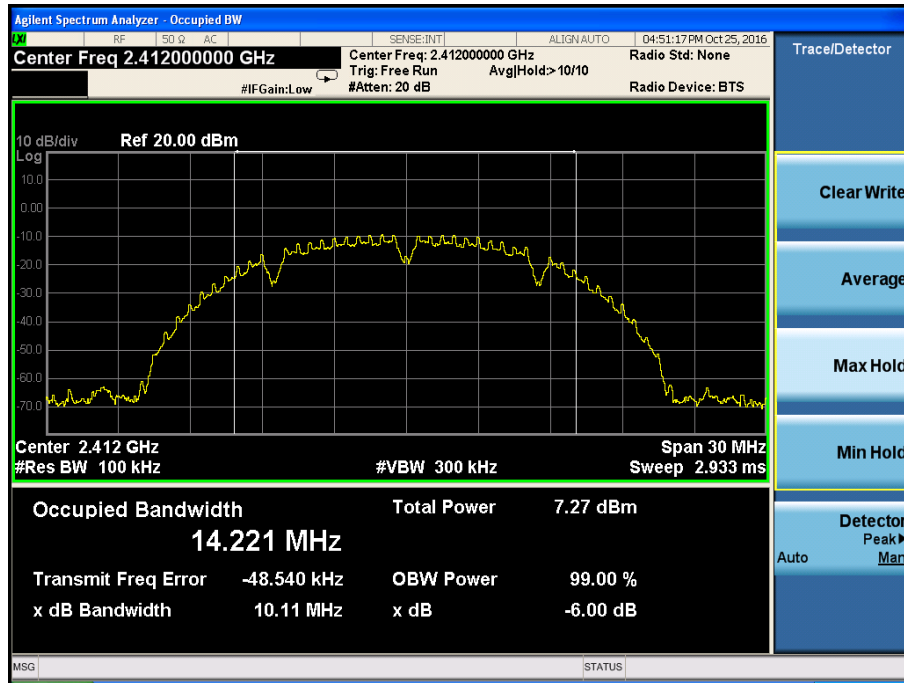 Agilent Spectrum Analyzer - Occupied BW
LXI RF 50 Ω AC SENSE:INT ALIGN AUTO 04:51:17 PM Oct 25, 2016
Center Freq 2.412000000 GHz
Center Freq: 2.412000000 GHz
Radio Std: None
Trig: Free Run Avg|Hold:> 10/10
#IFGain:Low
#Atten: 20 dB
Radio Device: BTS
Trace/Detector
10 dB/div Ref 20.00 dBm
Log
10.0
0.00
-10.0
-20.0
-30.0
-40.0
-50.0
-60.0
-70.0
Clear Write
Average
Max Hold
Min Hold
Center 2.412 GHz Span 30 MHz
#Res BW 100 kHz #VBW 300 kHz Sweep 2.933 ms
Occupied Bandwidth Total Power 7.27 dBm
14.221 MHz
Transmit Freq Error -48.540 kHz OBW Power 99.00 %
x dB Bandwidth 10.11 MHz x dB -6.00 dB
Detector
Peak▶
Auto Man
MSG STATUS